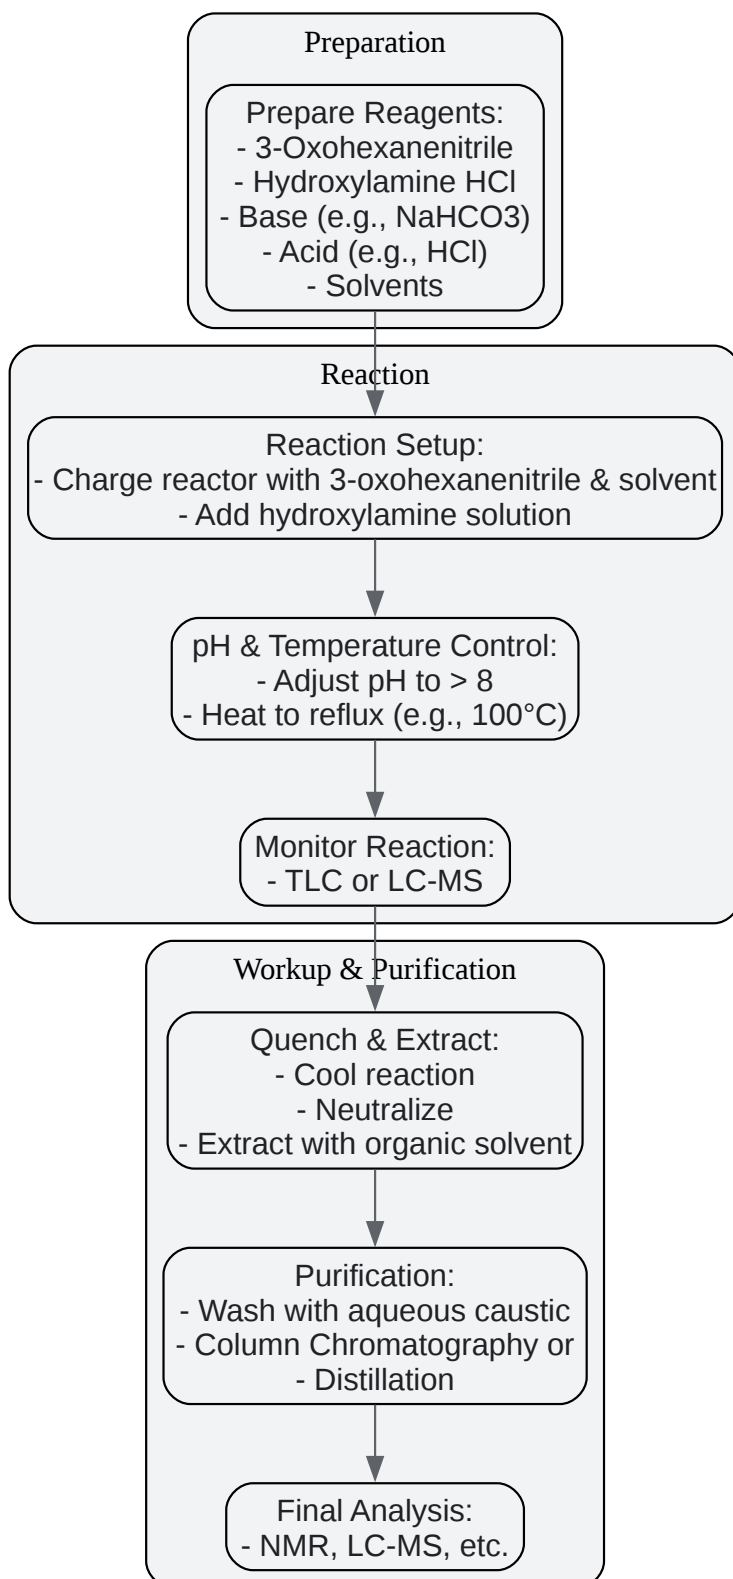 Preparation
Prepare Reagents:
- 3-Oxohexanenitrile
- Hydroxylamine HCl
- Base (e.g., NaHCO3)
- Acid (e.g., HCl)
- Solvents
Reaction
Reaction Setup:
- Charge reactor with 3-oxohexanenitrile & solvent
- Add hydroxylamine solution
pH & Temperature Control:
- Adjust pH to > 8
- Heat to reflux (e.g., 100°C)
Monitor Reaction:
- TLC or LC-MS
Workup & Purification
Quench & Extract:
- Cool reaction
- Neutralize
- Extract with organic solvent
Purification:
- Wash with aqueous caustic
- Column Chromatography or
- Distillation
Final Analysis:
- NMR, LC-MS, etc.